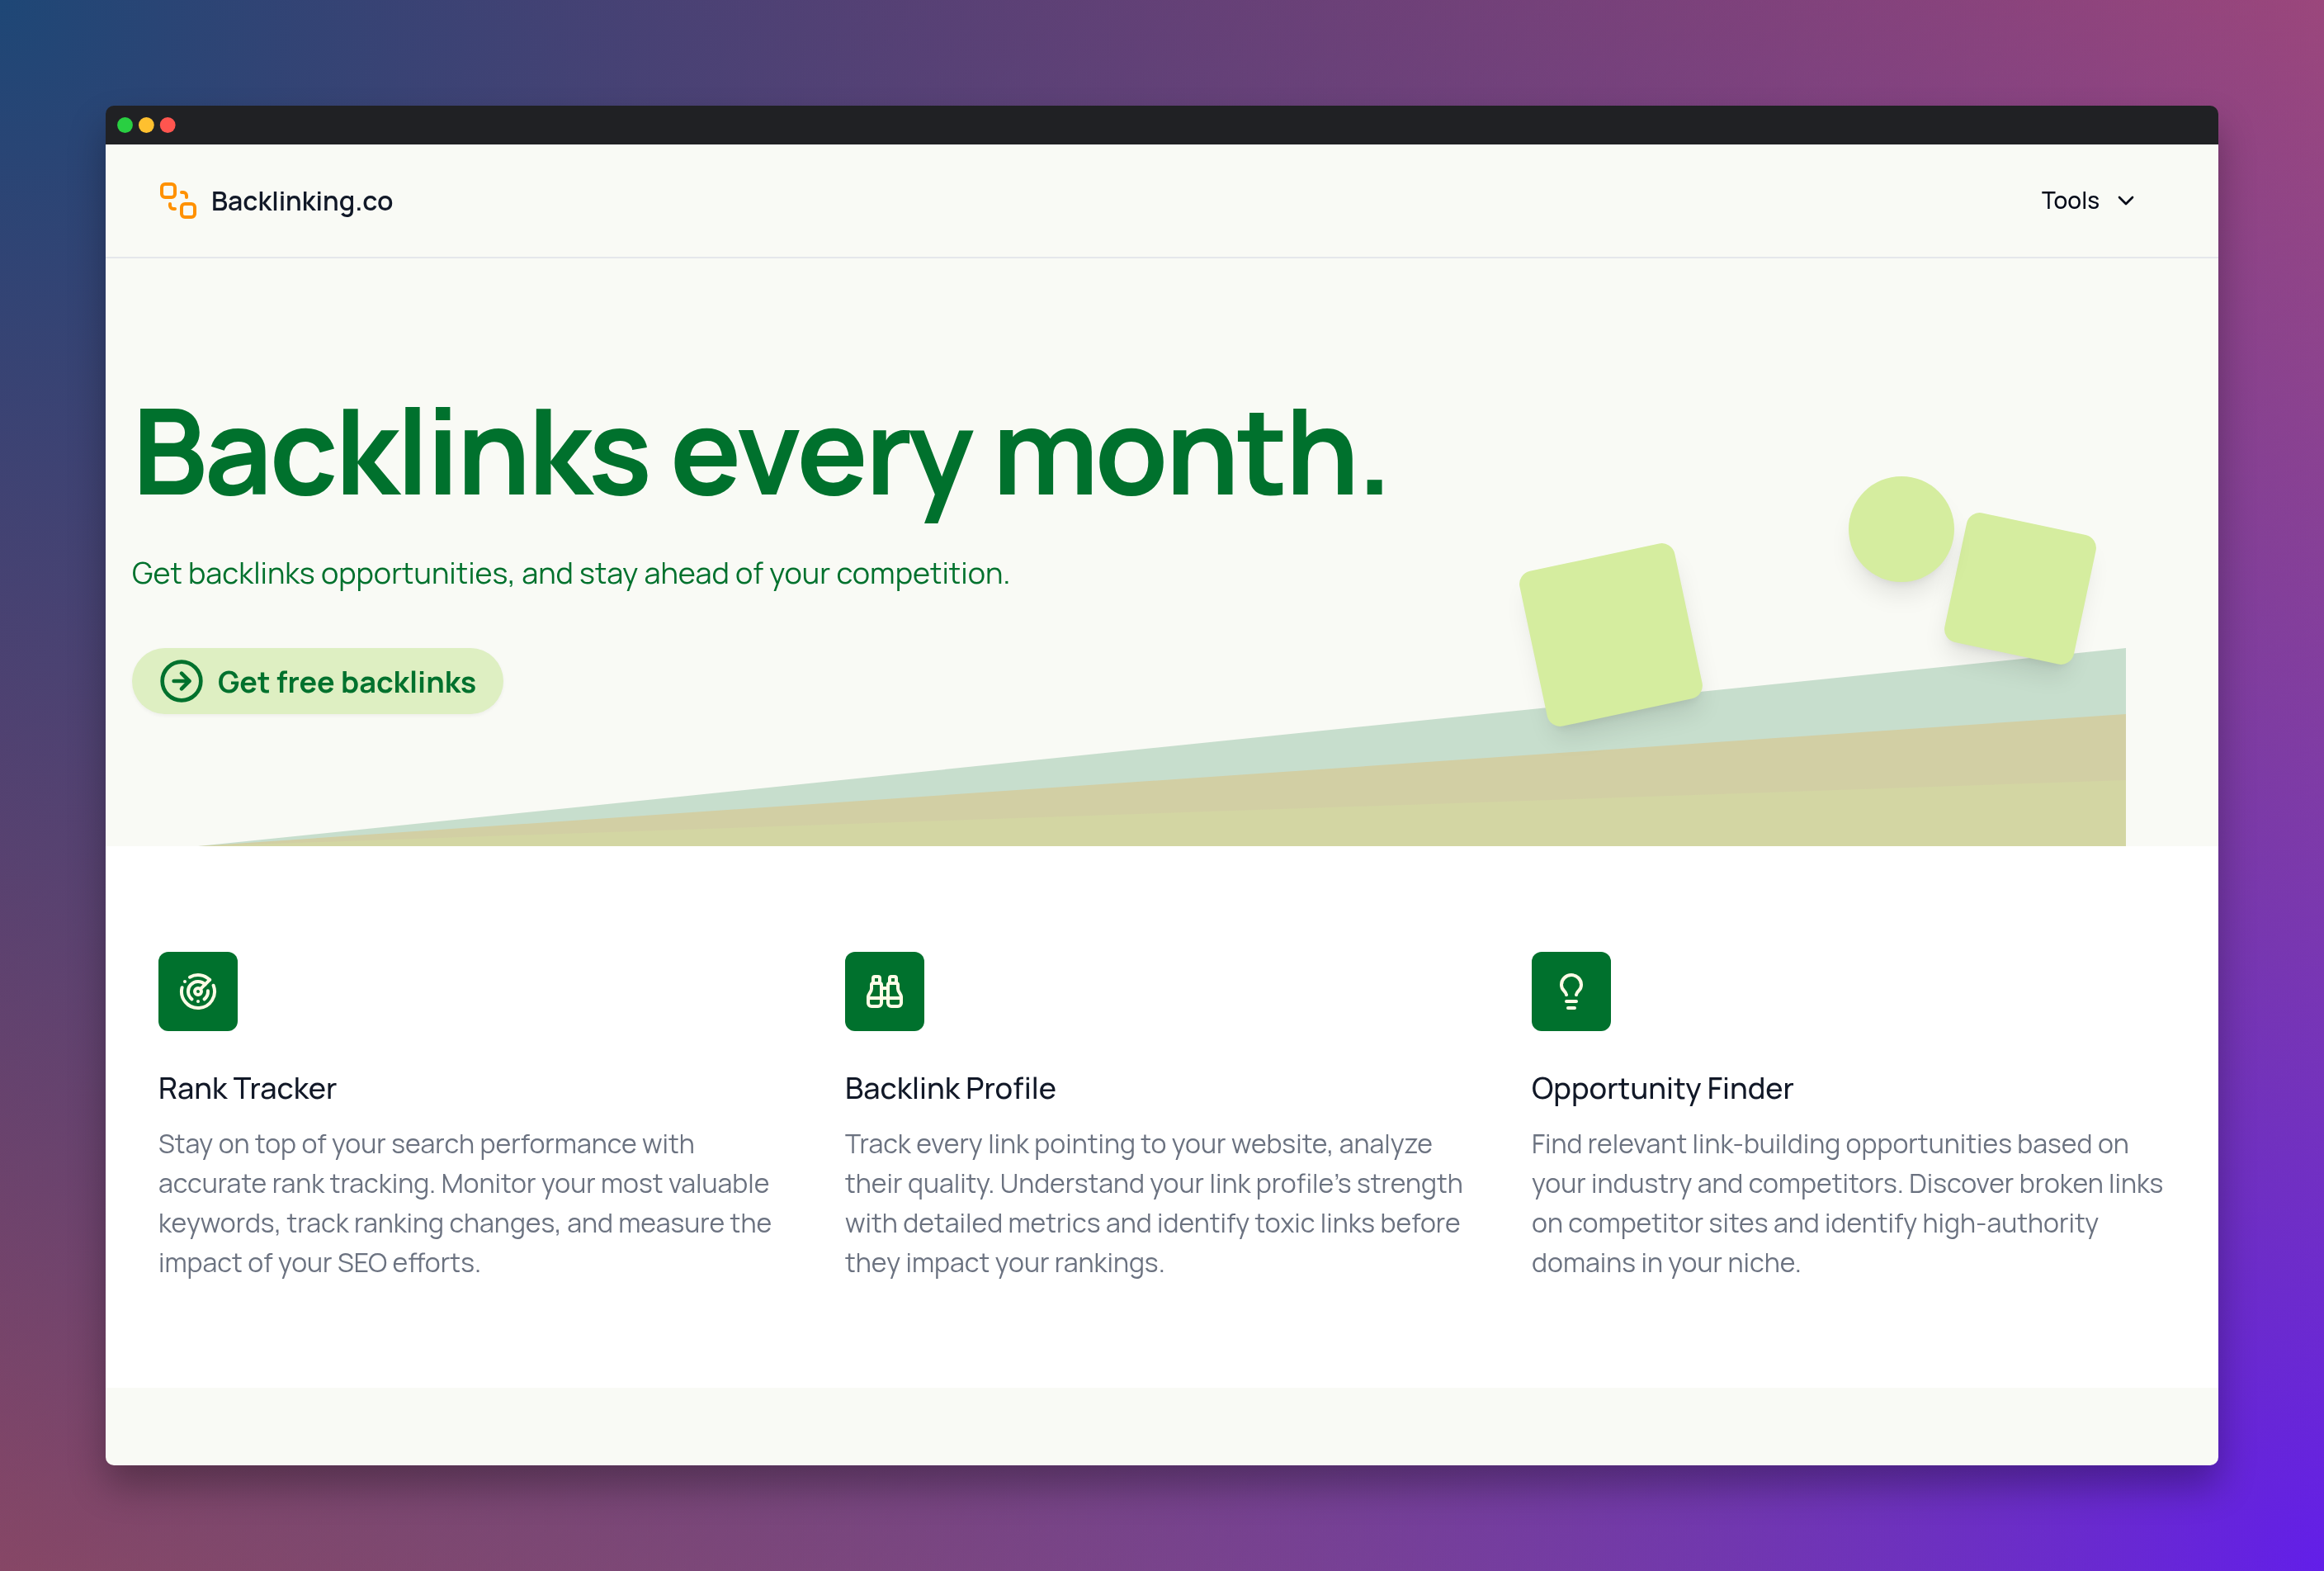 Backlinking.co
Tools
Backlinks every month.
Get backlinks opportunities, and stay ahead of your competition.
Get free backlinks
Rank Tracker
Stay on top of your search performance with
accurate rank tracking. Monitor your most valuable
keywords, track ranking changes, and measure the
impact of your SEO efforts.
Backlink Profile
Track every link pointing to your website, analyze
their quality. Understand your link profile's strength
with detailed metrics and identify toxic links before
they impact your rankings.
Opportunity Finder
Find relevant link-building opportunities based on
your industry and competitors. Discover broken links
on competitor sites and identify high-authority
domains in your niche.